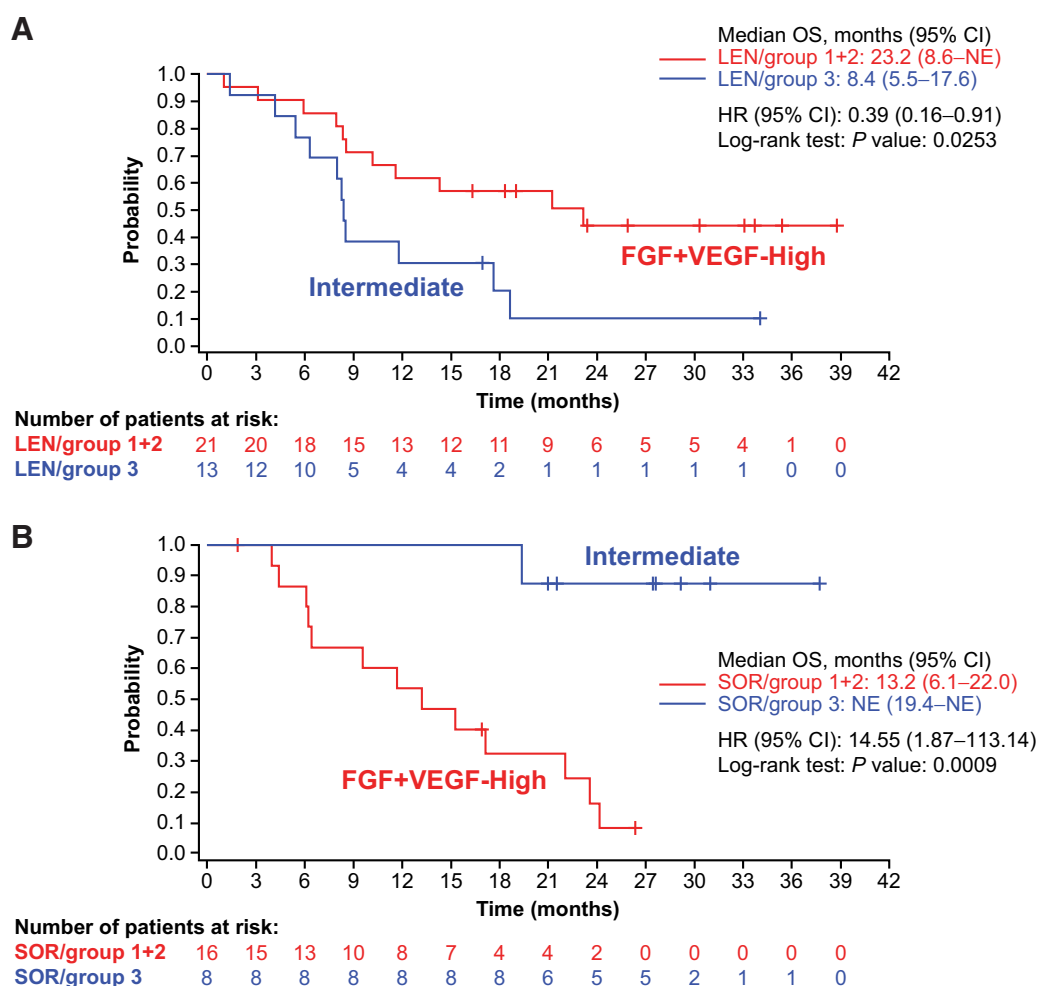 A
Median OS, months (95% CI)
LEN/group 1+2: 23.2 (8.6–NE)
LEN/group 3: 8.4 (5.5–17.6)
HR (95% CI): 0.39 (0.16–0.91)
Log-rank test: P value: 0.0253
1.0
0.9
0.8
0.7
0.6
0.5
0.4
0.3
0.2
0.1
0.0
Probability
FGF+VEGF-High
Intermediate
0 3 6 9 12 15 18 21 24 27 30 33 36 39 42
Time (months)
Number of patients at risk:
LEN/group 1+2 21 20 18 15 13 12 11 9 6 5 5 4 1 0
LEN/group 3 13 12 10 5 4 4 2 1 1 1 1 1 0 0
B
1.0
0.9
0.8
0.7
0.6
0.5
0.4
0.3
0.2
0.1
0.0
Probability
Intermediate
Median OS, months (95% CI)
SOR/group 1+2: 13.2 (6.1–22.0)
SOR/group 3: NE (19.4–NE)
HR (95% CI): 14.55 (1.87–113.14)
Log-rank test: P value: 0.0009
FGF+VEGF-High
0 3 6 9 12 15 18 21 24 27 30 33 36 39 42
Time (months)
Number of patients at risk:
SOR/group 1+2 16 15 13 10 8 7 4 4 2 0 0 0 0 0
SOR/group 3 8 8 8 8 8 8 8 6 5 5 2 1 1 0